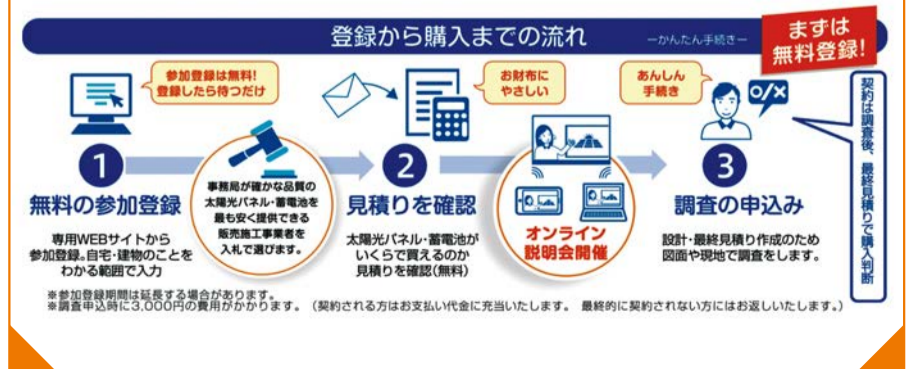 登録から購入までの流れ ーかんたん手続きー
まずは
無料登録!
参加登録は無料!
登録したら待つだけ
お財布に
やさしい
あんしん
手続き
o/×
1
無料の参加登録
専用WEBサイトから
参加登録。自宅・建物のことを
わかる範囲で入力
事務局が確かな品質の
太陽光パネル・蓄電池を
最も安く提供できる
販売施工事業者を
入札で選びます。
2
見積りを確認
太陽光パネル・蓄電池が
いくらで買えるのか
見積りを確認(無料)
オンライン
説明会開催
3
調査の申込み
設計・最終見積り作成のため
図面や現地で調査をします。
契約は調査後、最終見積りで購入判断
※参加登録期間は延長する場合があります。
※調査申込時に3,000円の費用がかかります。(契約される方はお支払い代金に充当いたします。 最終的に契約されない方にはお返しいたします。)